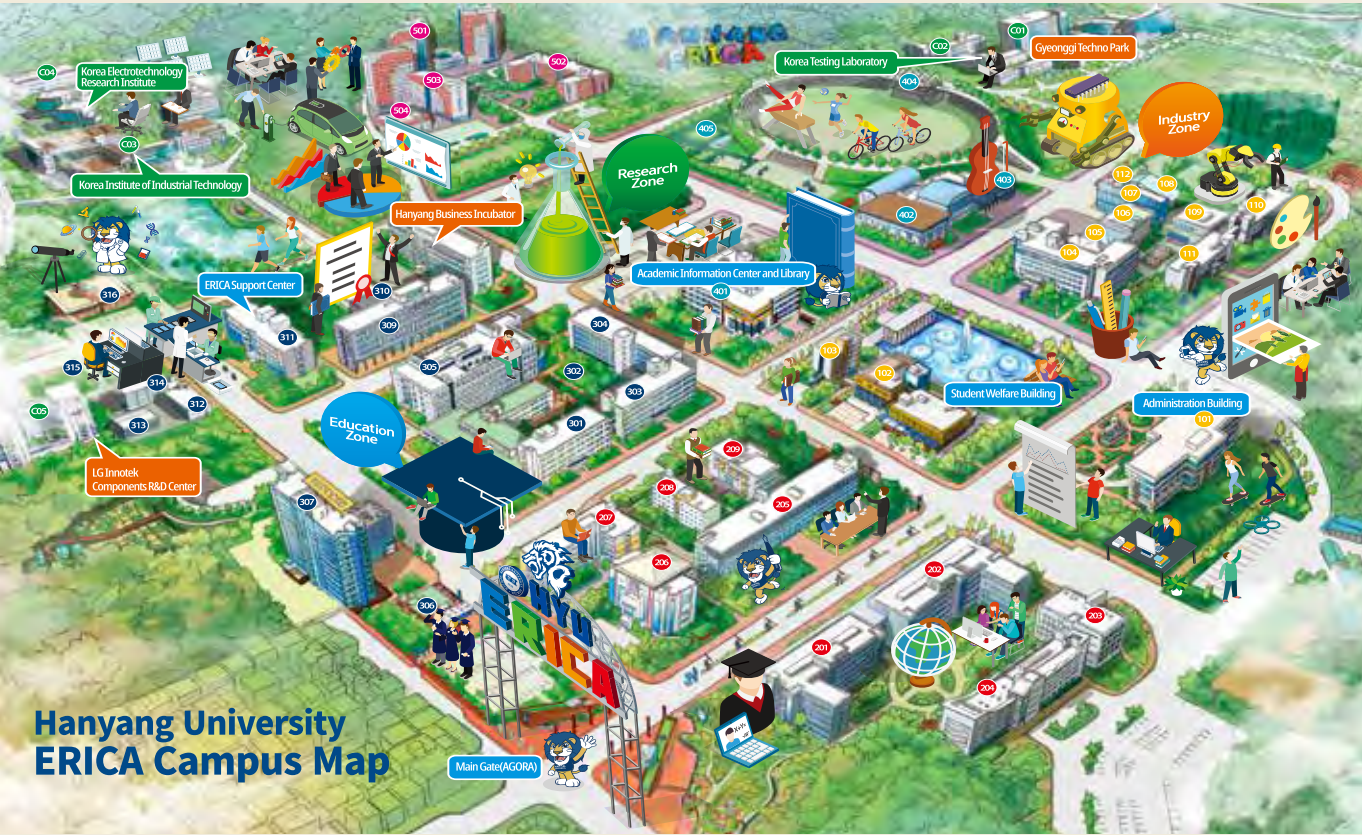 HANYANG
ERICA
501
502
503
504
C01
C02
Gyeonggi Techno Park
Korea Testing Laboratory
404
405
C04
Korea Electrotechnology
Research Institute
C03
Korea Institute of Industrial Technology
Industry
Zone
Research
Zone
403
402
112
107
108
106
109
110
105
104
111
Hanyang Business Incubator
Academic Information Center and Library
401
ERICA Support Center
316
310
309
311
304
305
302
303
301
315
314
312
313
C05
103
102
Student Welfare Building
Administration Building
101
Education
Zone
LG Innotek
Components R&D Center
307
209
208
205
207
206
202
203
201
204
306
HYU
ERICA
X+Y=
Hanyang University
ERICA Campus Map
Main Gate(AGORA)